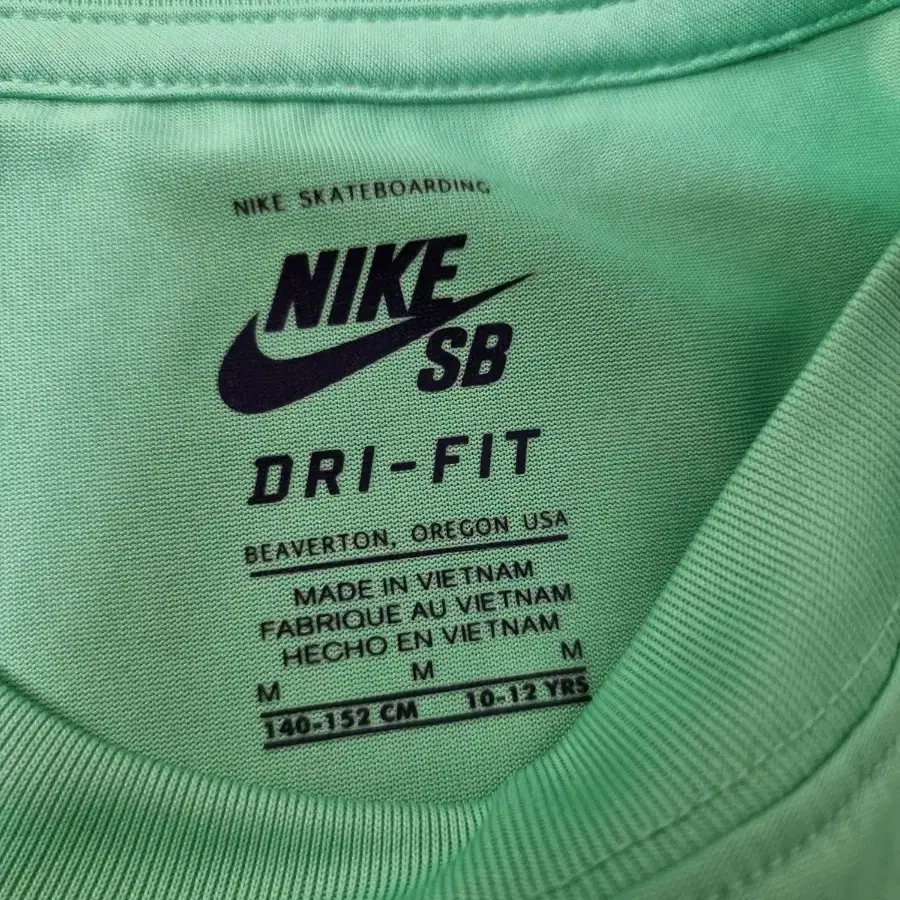 NIKE SKATEBOARDING
NIKE
SB
DRI-FIT
BEAVERTON, OREGON USA
MADE IN VIETNAM
FABRIQUE AU VIETNAM
HECHO EN VIETNAM
M M M
140-152 CM 10-12 YRS